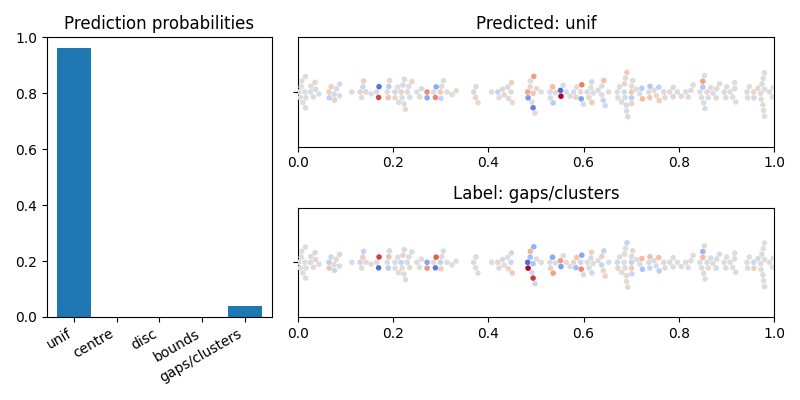 Prediction probabilities
1.0
0.8
0.6
0.4
0.2
0.0
unif
centre
disc
bounds
gaps/clusters
Predicted: unif
0.0 0.2 0.4 0.6 0.8 1.0
Label: gaps/clusters
0.0 0.2 0.4 0.6 0.8 1.0